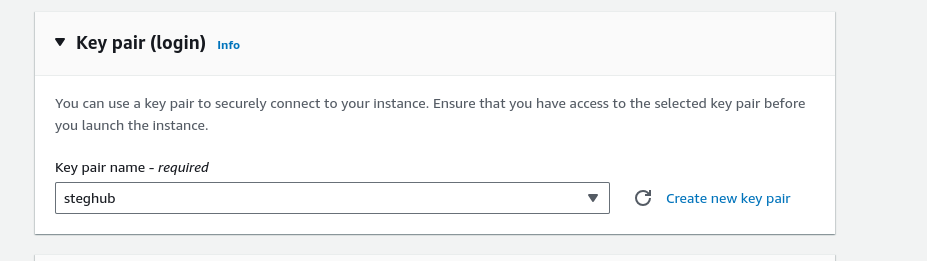 Key pair (login) Info
You can use a key pair to securely connect to your instance. Ensure that you have access to the selected key pair before
you launch the instance.
Key pair name - required
steghub
Create new key pair